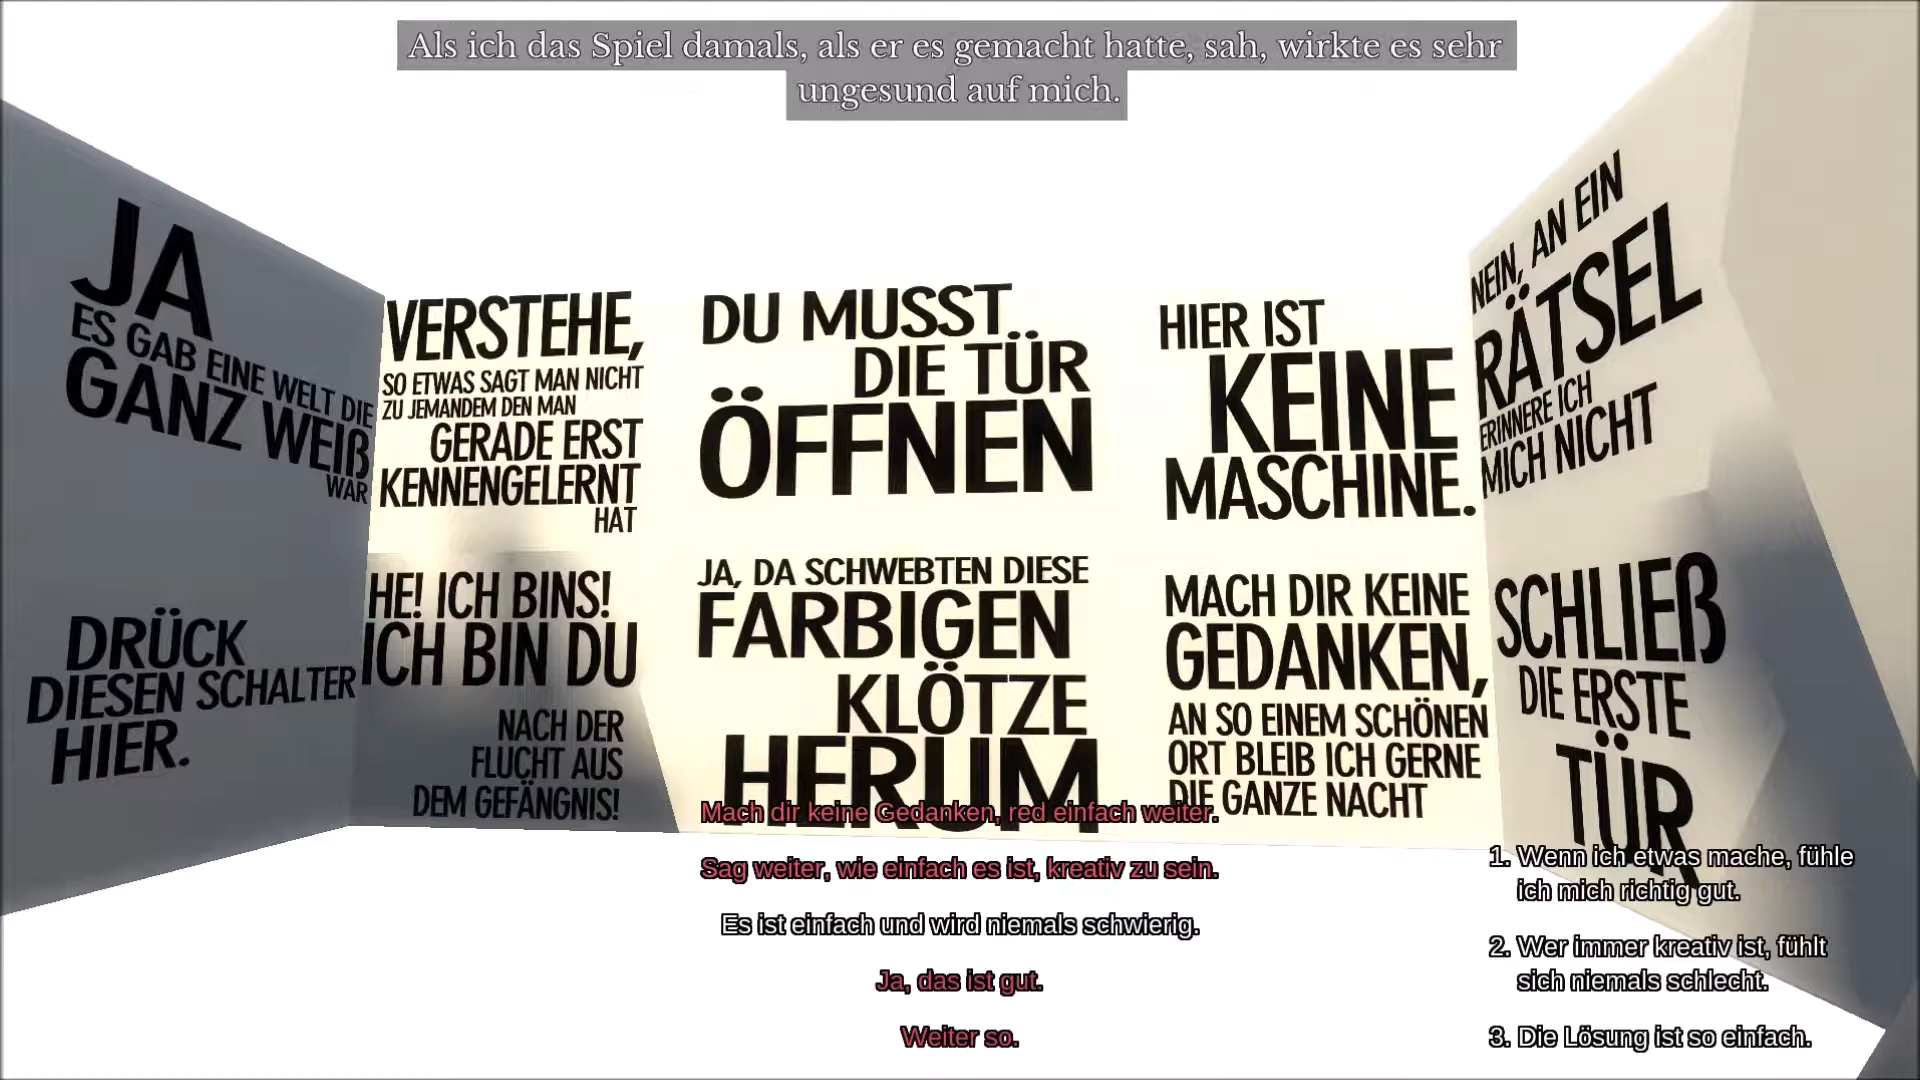 Als ich das Spiel damals, als er es gemacht hatte, sah, wirkte es sehr
ungesund auf mich.
JA
ES GAB EINE WELT DIE
GANZ WEIß
WAR
DRÜCK
DIESEN SCHALTER
HIER.
VERSTEHE,
SO ETWAS SAGT MAN NICHT
ZU JEMANDEM DEN MAN
GERADE ERST
KENNENGELERNT
HAT
HE! ICH BINS!
ICH BIN DU
NACH DER
FLUCHT AUS
DEM GEFÄNGNIS!
DU MUSST
DIE TÜR
ÖFFNEN
JA, DA SCHWEBTEN DIESE
FARBIGEN
KLÖTZE
HERUM
HIER IST
KEINE
MASCHINE.
MACH DIR KEINE
GEDANKEN,
AN SO EINEM SCHÖNEN
ORT BLEIB ICH GERNE
DIE GANZE NACHT
NEIN, AN EIN
RÄTSEL
ERINNERE ICH
MICH NICHT
SCHLIEß
DIE ERSTE
TÜR
Mach dir keine Gedanken, red einfach weiter.
Sag weiter, wie einfach es ist, kreativ zu sein.
Es ist einfach und wird niemals schwierig.
Ja, das ist gut.
Weiter so.
1. Wenn ich etwas mache, fühle
ich mich richtig gut.
2. Wer immer kreativ ist, fühlt
sich niemals schlecht.
3. Die Lösung ist so einfach.